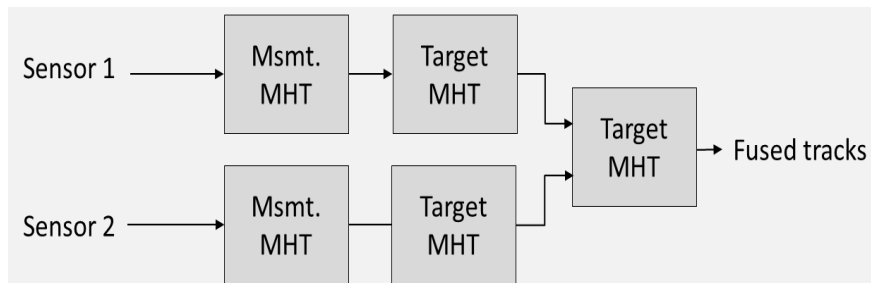 Sensor 1
Msmt.
MHT
Target
MHT
Target
MHT
Fused tracks
Sensor 2
Msmt.
MHT
Target
MHT